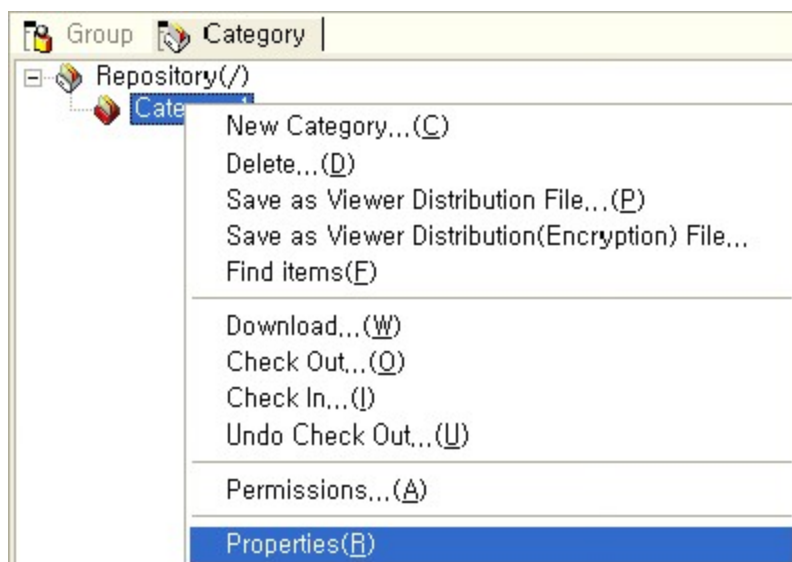 Group Category
Repository(/)
New Category...(C)
Delete...(D)
Save as Viewer Distribution File...(P)
Save as Viewer Distribution(Encryption) File...
Find items(F)
Download...(W)
Check Out...(O)
Check In...(I)
Undo Check Out...(U)
Permissions...(A)
Properties(R)